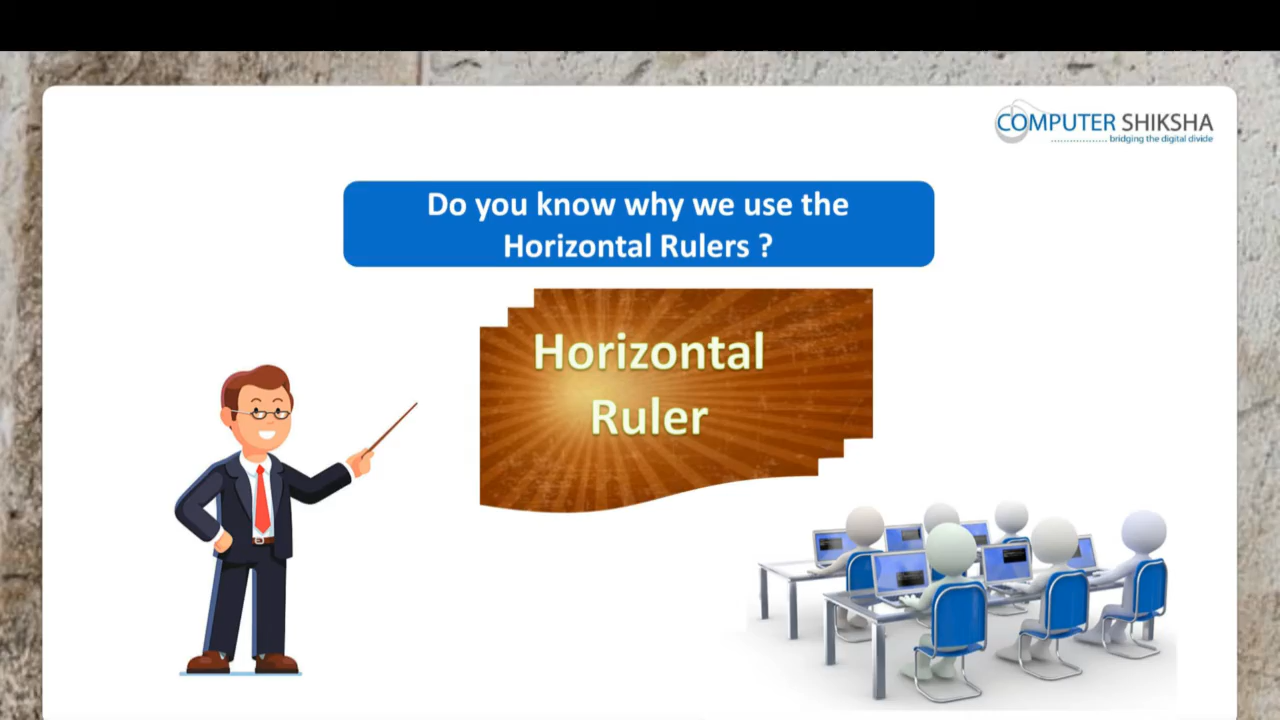 COMPUTER SHIKSHA
bridging the digital divide
Do you know why we use the
Horizontal Rulers ?
Horizontal
Ruler